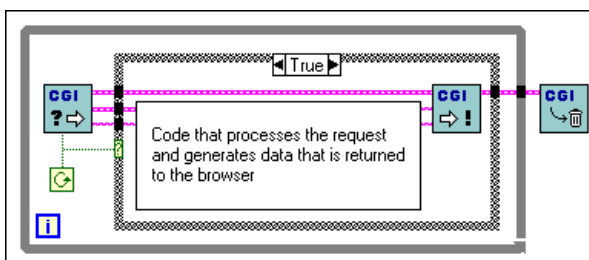 True
CGI
?
CGI
!
CGI
Code that processes the request
and generates data that is returned
to the browser
?
i